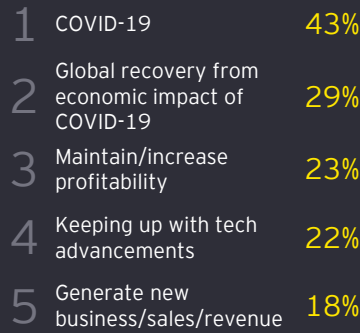 1 COVID-19 43%
Global recovery from
2 economic impact of 29%
COVID-19
3 Maintain/increase 23%
profitability
4 Keeping up with tech 22%
advancements
5 Generate new 18%
business/sales/revenue